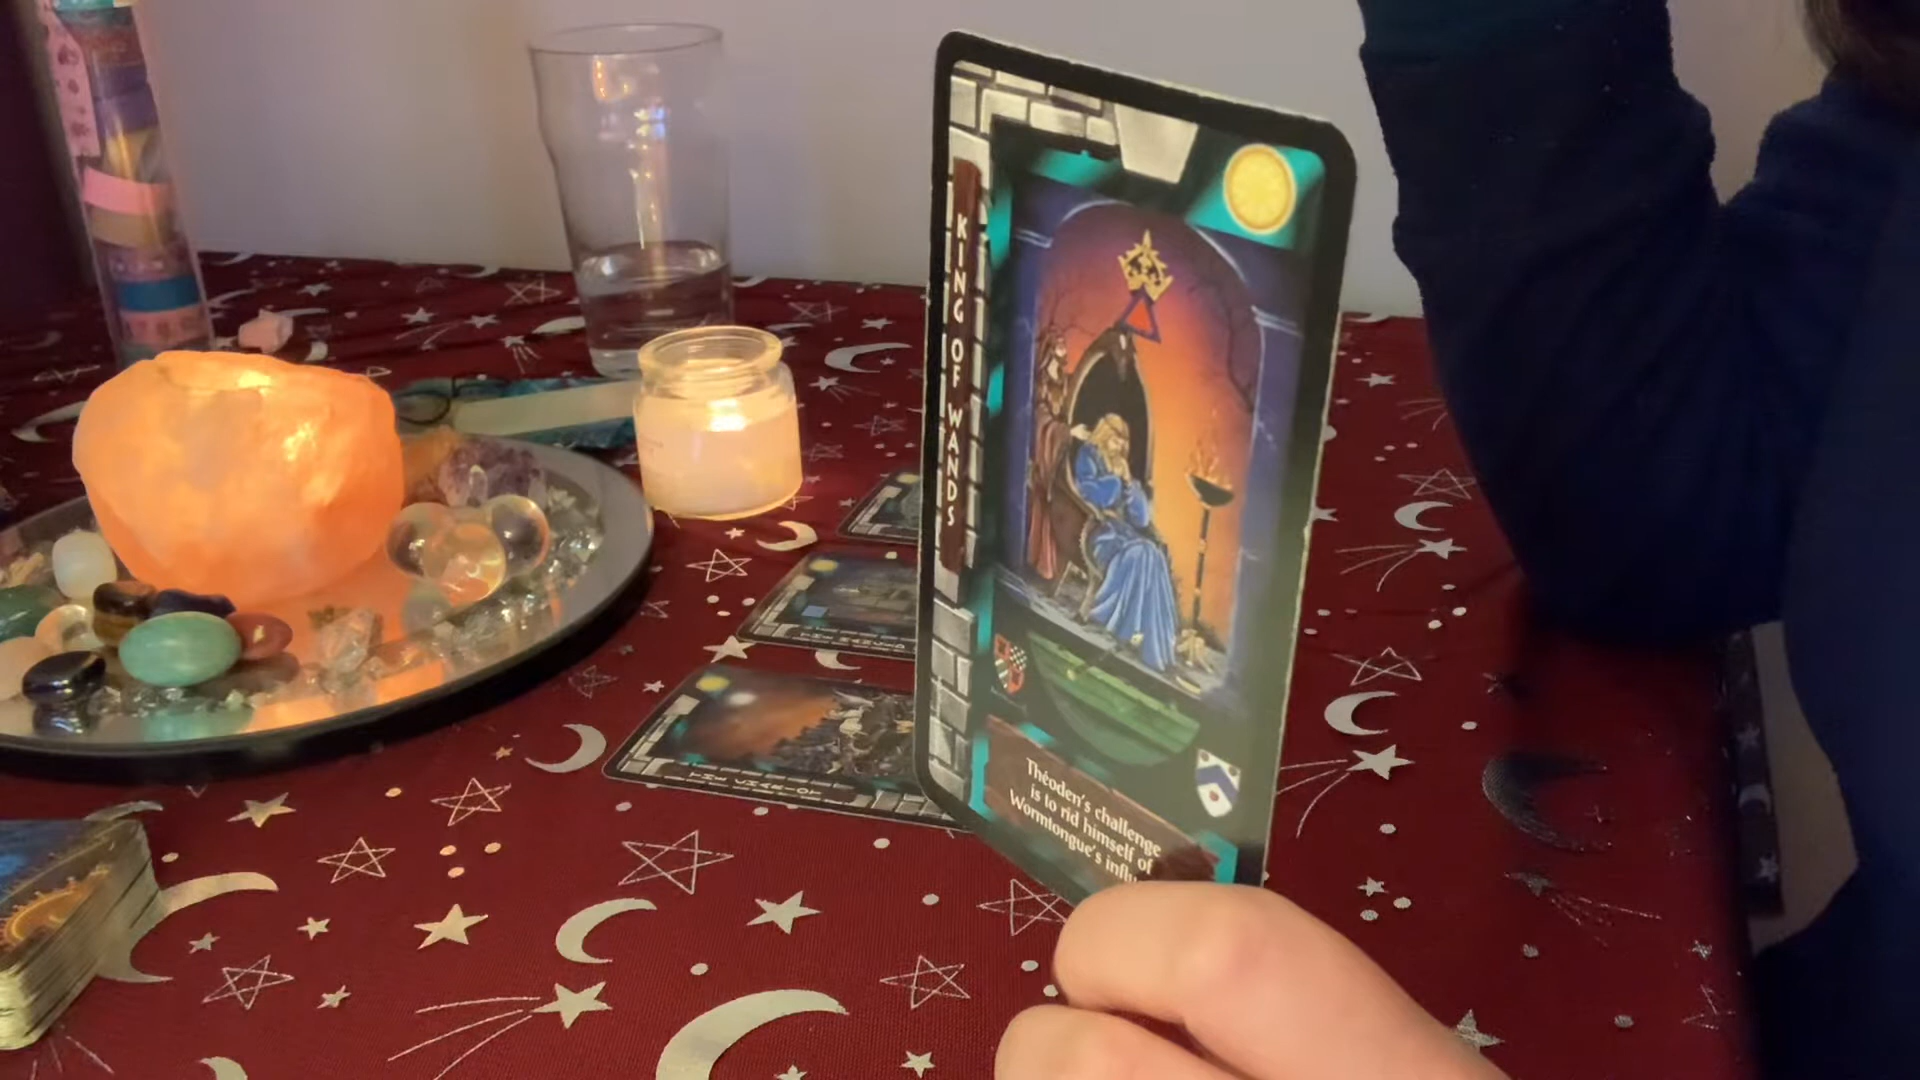 KING OF WANDS
Théoden's challenge
is to rid himself of
Wormtongue's influ
THE CHARIOT